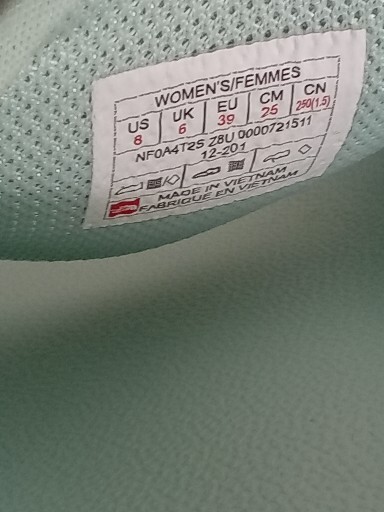 WOMEN'S/FEMMES
US UK EU CM CN
8 6 39 25 250(1.5)
NF0A4T2S Z8U 0000721511
12-201
MADE IN VIETNAM
FABRIQUE EN VIETNAM